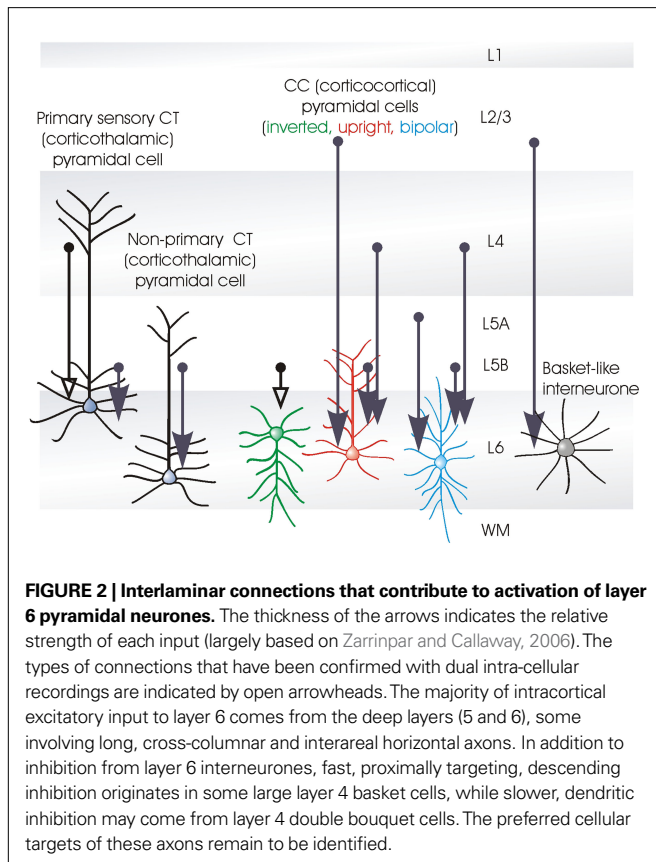 L1
CC (corticocortical)
pyramidal cells
(inverted, upright, bipolar)
L2/3
Primary sensory CT
(corticothalamic)
pyramidal cell
Non-primary CT
(corticothalamic)
pyramidal cell
L4
L5A
L5B
Basket-like
interneurone
L6
WM
FIGURE 2 | Interlaminar connections that contribute to activation of layer
6 pyramidal neurones. The thickness of the arrows indicates the relative
strength of each input (largely based on Zarrinpar and Callaway, 2006). The
types of connections that have been confirmed with dual intra-cellular
recordings are indicated by open arrowheads. The majority of intracortical
excitatory input to layer 6 comes from the deep layers (5 and 6), some
involving long, cross-columnar and interareal horizontal axons. In addition to
inhibition from layer 6 interneurones, fast, proximally targeting, descending
inhibition originates in some large layer 4 basket cells, while slower, dendritic
inhibition may come from layer 4 double bouquet cells. The preferred cellular
targets of these axons remain to be identified.